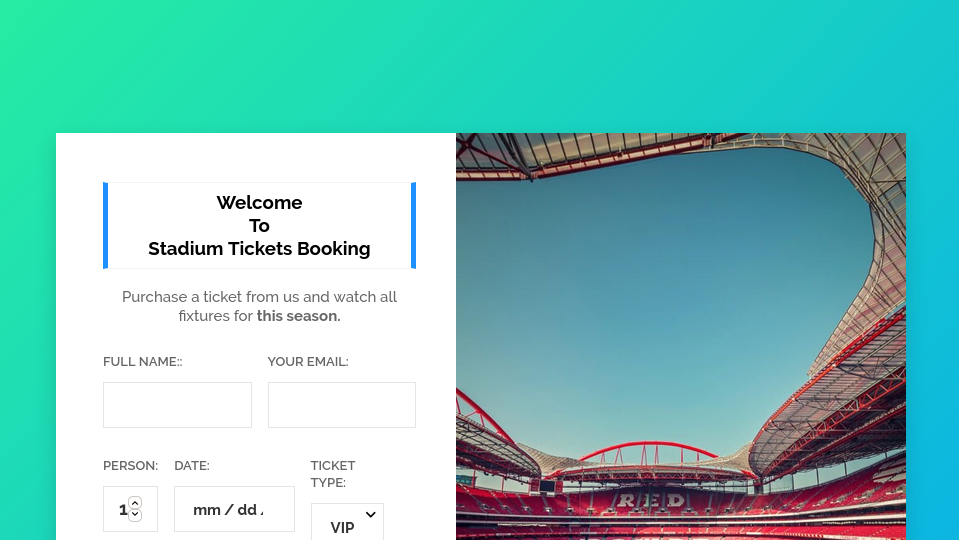 Welcome
To
Stadium Tickets Booking
Purchase a ticket from us and watch all
fixtures for this season.
FULL NAME::
YOUR EMAIL:
PERSON:
DATE:
TICKET
TYPE:
1
mm / dd /
VIP
RED